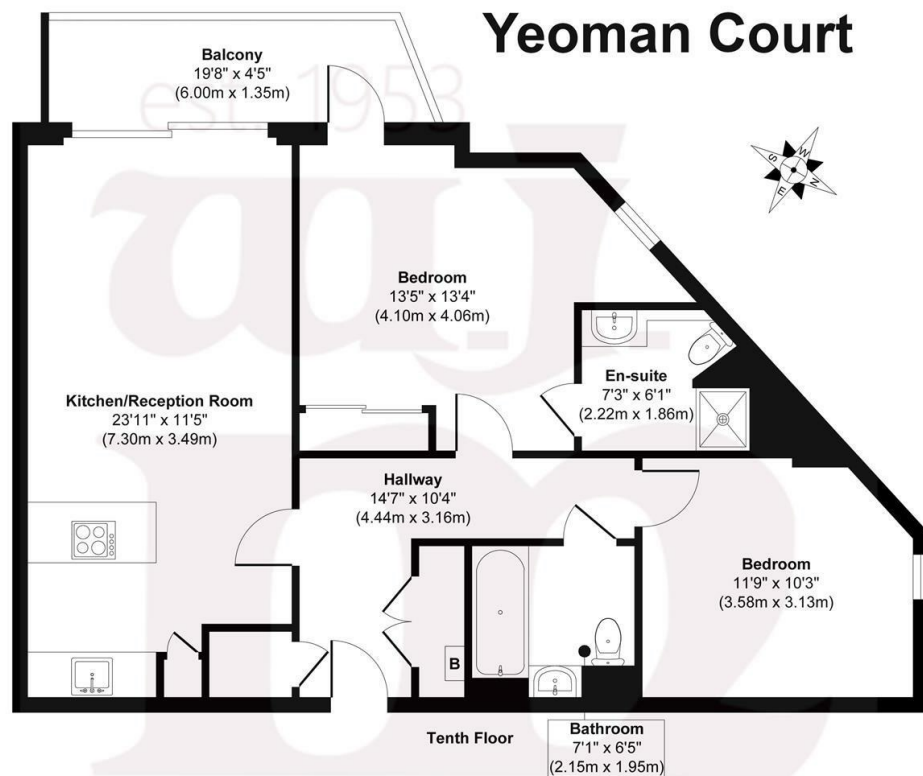 Yeoman Court
Balcony
19'8" x 4'5"
(6.00m x 1.35m)
est. 1953
W
S
N
E
w.j.
m
Bedroom
13'5" x 13'4"
(4.10m x 4.06m)
En-suite
7'3" x 6'1"
(2.22m x 1.86m)
Kitchen/Reception Room
23'11" x 11'5"
(7.30m x 3.49m)
Hallway
14'7" x 10'4"
(4.44m x 3.16m)
Bedroom
11'9" x 10'3"
(3.58m x 3.13m)
B
Tenth Floor
Bathroom
7'1" x 6'5"
(2.15m x 1.95m)